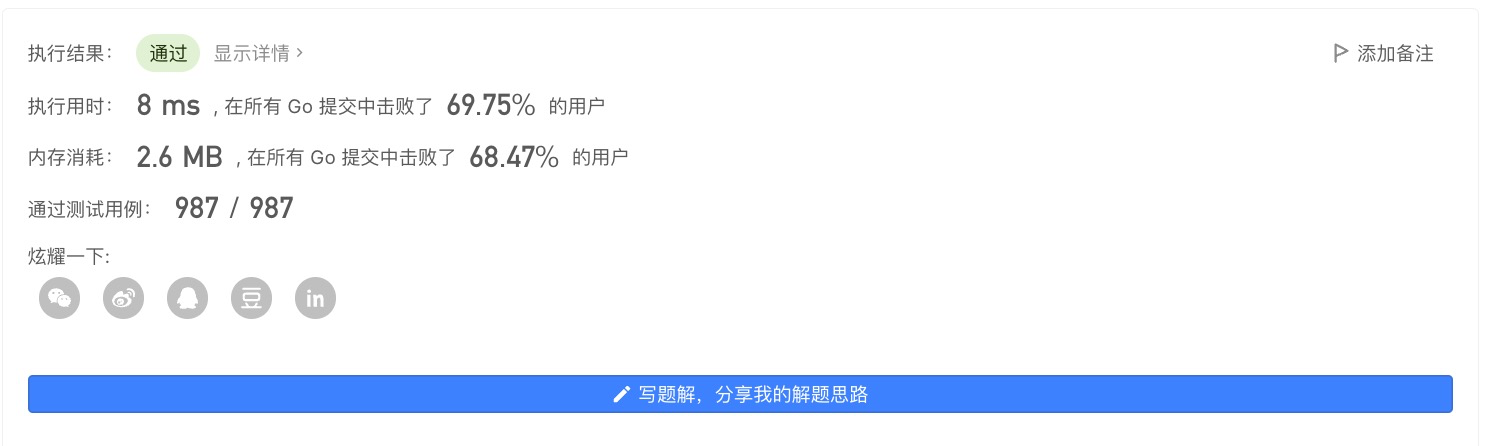 执行结果： 通过 显示详情 › 添加备注
执行用时： 8 ms , 在所有 Go 提交中击败了 69.75% 的用户
内存消耗： 2.6 MB , 在所有 Go 提交中击败了 68.47% 的用户
通过测试用例： 987 / 987
炫耀一下:
豆 in
写题解，分享我的解题思路